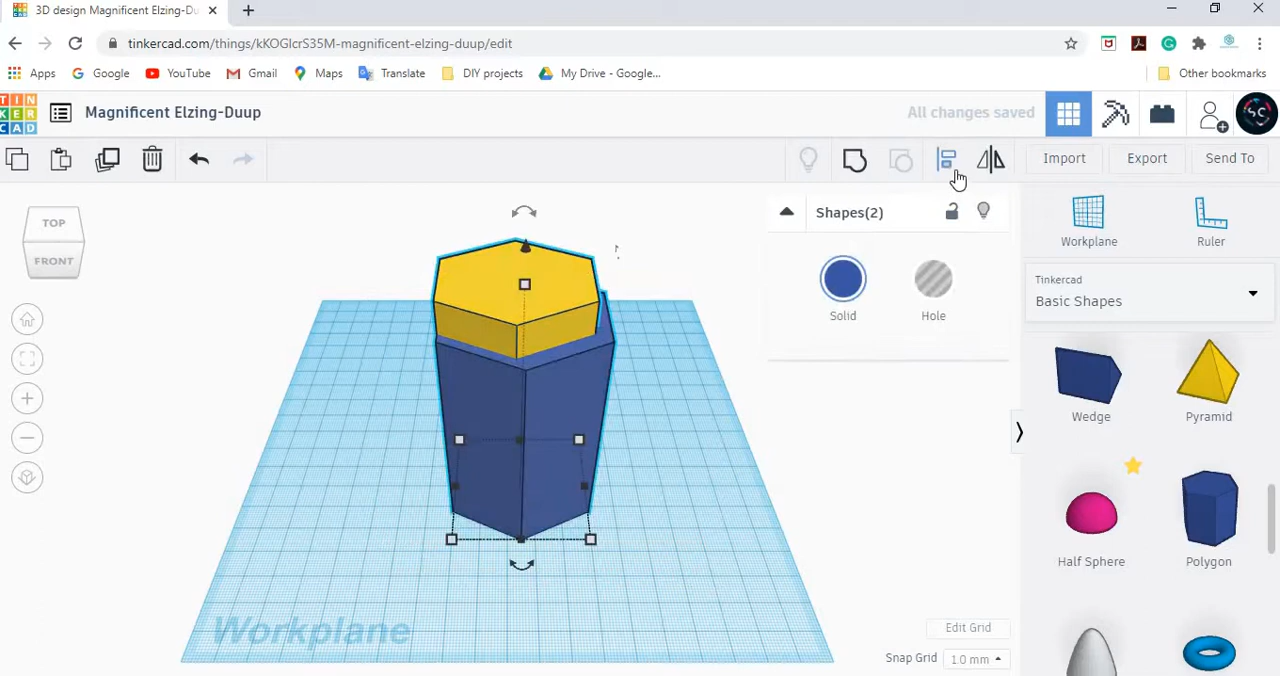 3D design Magnificent Elzing-Du
tinkercad.com/things/kKOGlcrS35M-magnificent-elzing-duup/edit
Apps Google YouTube Gmail Maps Translate DIY projects My Drive - Google... Other bookmarks
TIN
KER
CAD
Magnificent Elzing-Duup
All changes saved
SC
Import Export Send To
TOP
FRONT
Shapes(2)
Solid Hole
Workplane Ruler
Tinkercad
Basic Shapes
Wedge Pyramid
Half Sphere Polygon
Workplane
Edit Grid
Snap Grid 1.0 mm